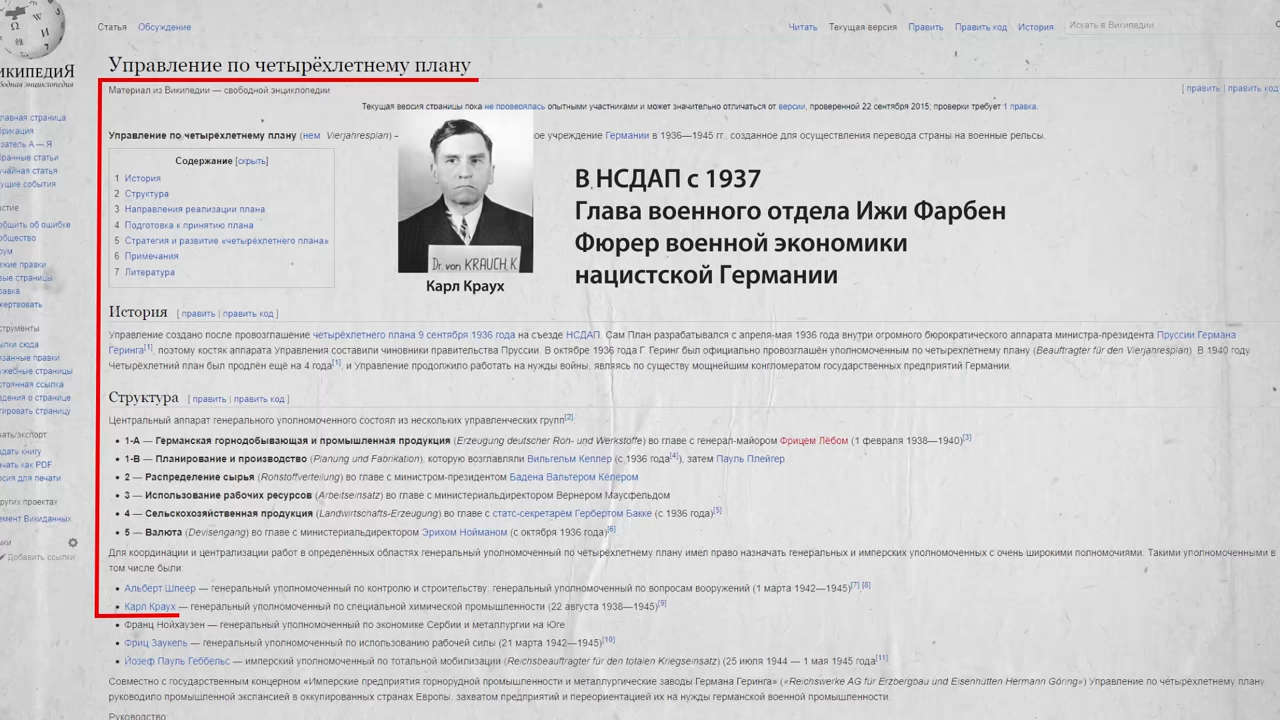 Статья Обсуждение Читать Текущая версия Править Править код История Искать в Википедии
Управление по четырёхлетнему плану
ИКИПЕДИЯ
Материал из Википедии — свободной энциклопедии [ править | править код
Текущая версия страницы пока не проверялась опытными участниками и может значительно отличаться от версии, проверенной 22 сентября 2015; проверки требует 1 правка.
Управление по четырёхлетнему плану (нем Vierjahresplan) – ое учреждение Германии в 1936—1945 гг., созданное для осуществления перевода страны на военные рельсы.
Содержание [скрыть]
1 История
2 Структура
3 Направления реализации плана
4 Подготовка к принятию плана
5 Стратегия и развитие «четырёхлетнего плана»
6 Примечания
7 Литература
Dr. von KRAUCH, K
Карл Краух
В НСДАП с 1937
Глава военного отдела Ижи Фарбен
Фюрер военной экономики
нацистской Германии
История [ править | править код ]
Управление создано после провозглашение четырёхлетнего плана 9 сентября 1936 года на съезде НСДАП. Сам План разрабатывался с апреля-мая 1936 года внутри огромного бюрократического аппарата министра-президента Пруссии Германа
Геринга[1], поэтому костяк аппарата Управления составили чиновники правительства Пруссии. В октябре 1936 года Г. Геринг был официально провозглашён уполномоченным по четырехлетнему плану (Beauftragter für den Vierjahresplan). В 1940 году
Четырёхлетний план был продлён ещё на 4 года[1], и Управление продолжило работать на нужды войны, являясь по существу мощнейшим конгломератом государственных предприятий Германии.
Структура [ править | править код ]
Центральный аппарат генерального уполномоченного состоял из нескольких управленческих групп[2]:
1-А — Германская горнодобывающая и промышленная продукция (Erzeugung deutscher Roh- und Werkstoffe) во главе с генерал-майором Фрицем Лёбом (1 февраля 1938—1940)[3]
1-В — Планирование и производство (Planung und Fabrikation), которую возглавляли Вильгельм Кепплер (с 1936 года[4]), затем Пауль Плейгер
2 — Распределение сырья (Rohstoffverteilung) во главе с министром-президентом Бадена Вальтером Кёлером
3 — Использование рабочих ресурсов (Arbeitseinsatz) во главе с министериальдиректором Вернером Маусфельдом
4 — Сельскохозяйственная продукция (Landwirtschafts-Erzeugung) во главе с статс-секретарем Гербертом Бакке (с 1936 года)[5]
5 — Валюта (Devisengang) во главе с министериальдиректором Эрихом Нойманом (с октября 1936 года)[6]
Для координации и централизации работ в определённых областях генеральный уполномоченный по четырехлетнему плану имел право назначать генеральных и имперских уполномоченных с очень широкими полномочиями. Такими уполномоченными в
том числе были:
Альберт Шпеер — генеральный уполномоченный по контролю и строительству, генеральный уполномоченный по вопросам вооружений (1 марта 1942—1945)[7] [8]
Карл Краух — генеральный уполномоченный по специальной химической промышленности (22 августа 1938—1945)[9]
Франц Нойхаузен — генеральный уполномоченный по экономике Сербии и металлургии на Юге
Фриц Заукель — генеральный уполномоченный по использованию рабочей силы (21 марта 1942—1945)[10].
Йозеф Пауль Геббельс — имперский уполномоченный по тотальной мобилизации (Reichsbeauftragter für den totalen Kriegseinsatz) (25 июля 1944 — 1 мая 1945 года[11]
Совместно с государственным концерном «Имперские предприятия горнорудной промышленности и металлургические заводы Германа Геринга» («Reichswerke AG für Erzbergbau und Eisenhütten Hermann Göring») Управление по четырёхлетнему плану
руководило промышленной экспансией в оккупированных странах Европы, захватом предприятий и переориентацией их на нужды германской военной промышленности.
Руководство